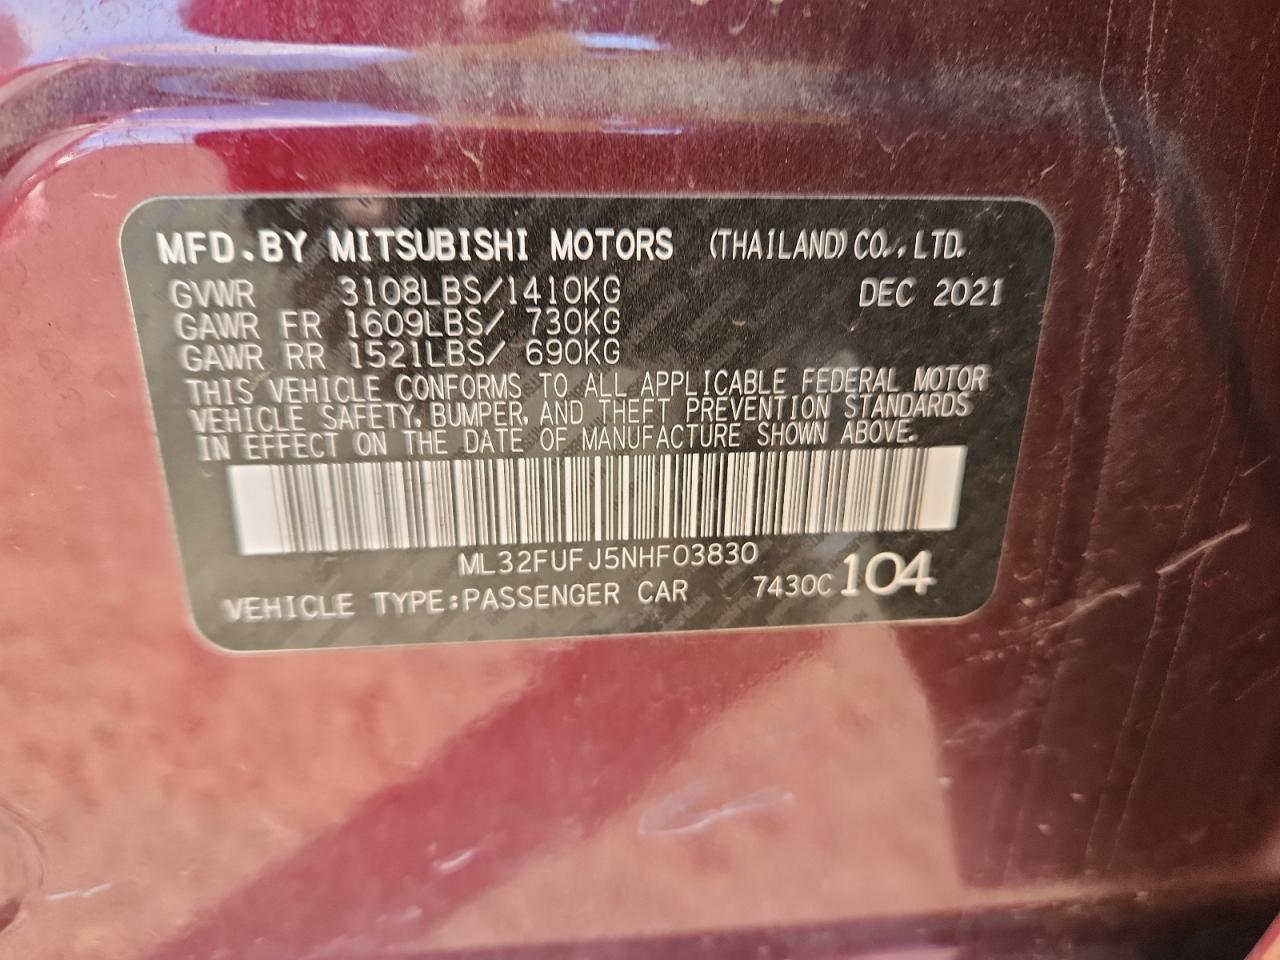 MFD.BY MITSUBISHI MOTORS (THAILAND) CO., LTD.
GVWR 3108LBS/1410KG DEC 2021
GAWR FR 1609LBS/ 730KG
GAWR RR 1521LBS/ 690KG
THIS VEHICLE CONFORMS TO ALL APPLICABLE FEDERAL MOTOR
VEHICLE SAFETY, BUMPER, AND THEFT PREVENTION STANDARDS
IN EFFECT ON THE DATE OF MANUFACTURE SHOWN ABOVE.
ML32FUFJ5NHF03830
VEHICLE TYPE:PASSENGER CAR 7430C 104